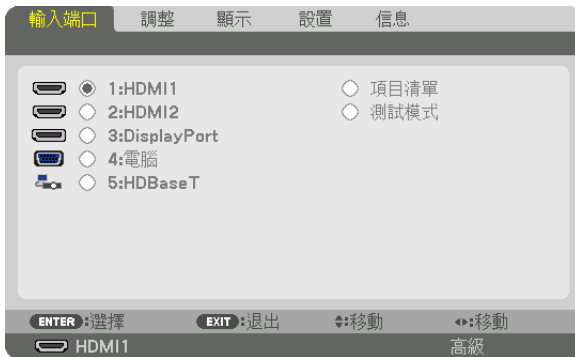 輸入端口 調整 顯示 設置 信息
1:HDMI1 項目清單
2:HDMI2 測試模式
3:DisplayPort
4:電腦
5:HDBaseT
ENTER:選擇 EXIT:退出 :移動 :移動
HDMI1 高級